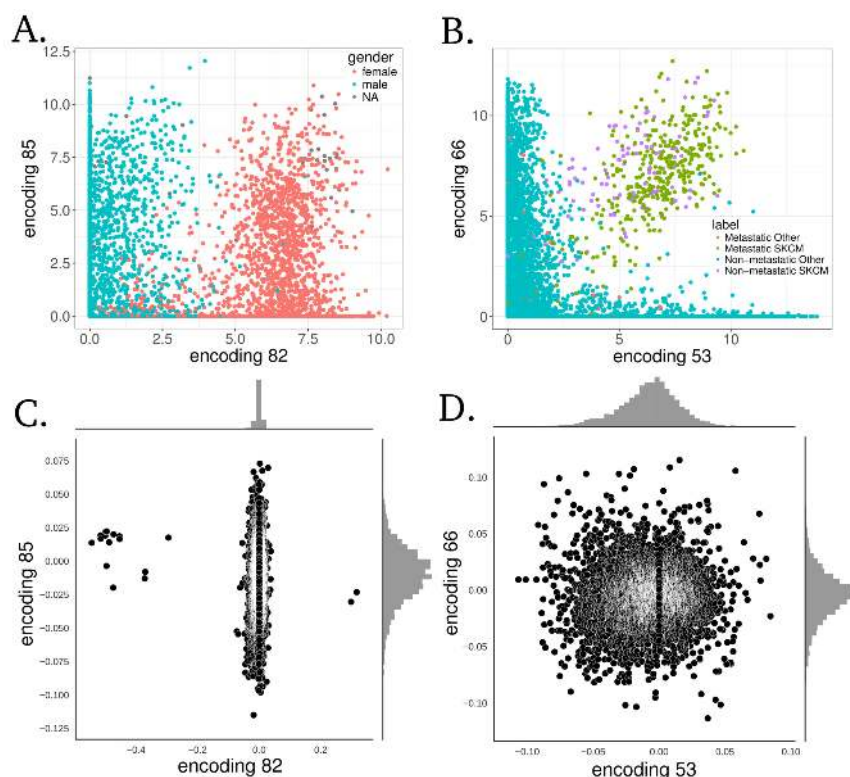 A.
12.5
10.0
7.5
5.0
2.5
0.0
encoding 85
gender
female
male
NA
0.0 2.5 5.0 7.5 10.0
encoding 82
B.
10
5
0
encoding 66
label
Metastatic Other
Metastatic SKCM
Non-metastatic Other
Non-metastatic SKCM
0 5 10
encoding 53
C.
0.075
0.050
0.025
0.000
−0.025
−0.050
−0.075
−0.100
−0.125
encoding 85
−0.4 −0.2 0.0 0.2
encoding 82
D.
0.10
0.05
0.00
−0.05
−0.10
encoding 66
−0.10 −0.05 0.00 0.05 0.10
encoding 53